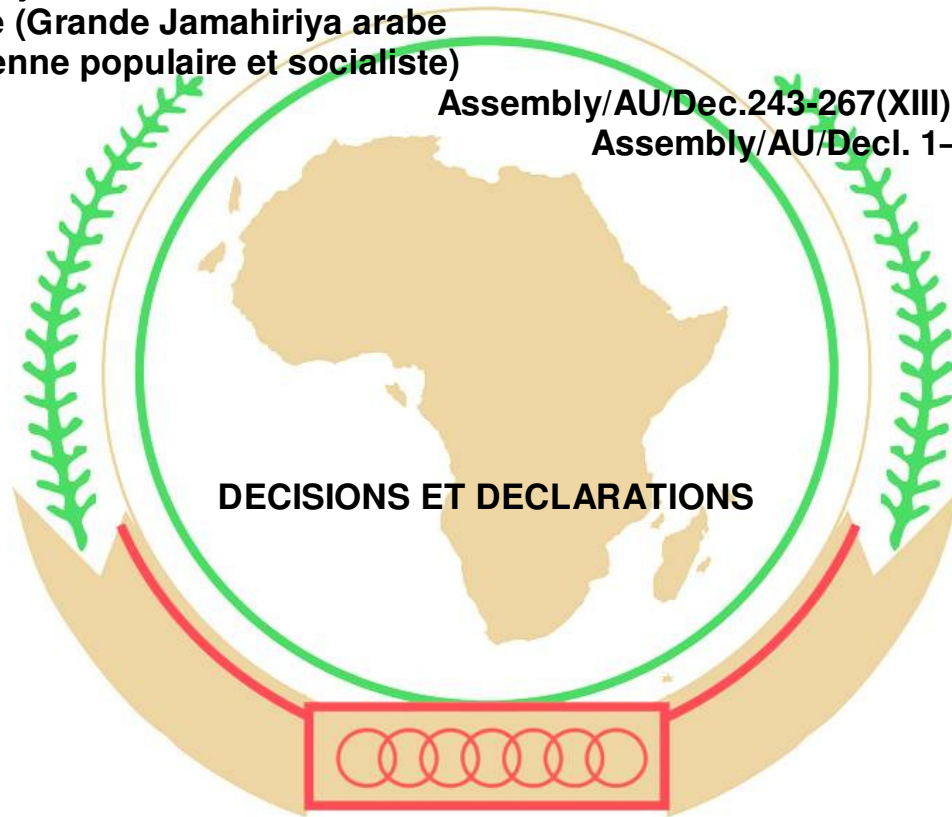 (Grande Jamahiriya arabe
populaire et socialiste)
Assembly/AU/Dec.243-267(XIII)
Assembly/AU/Decl. 1–
DECISIONS ET DECLARATIONS